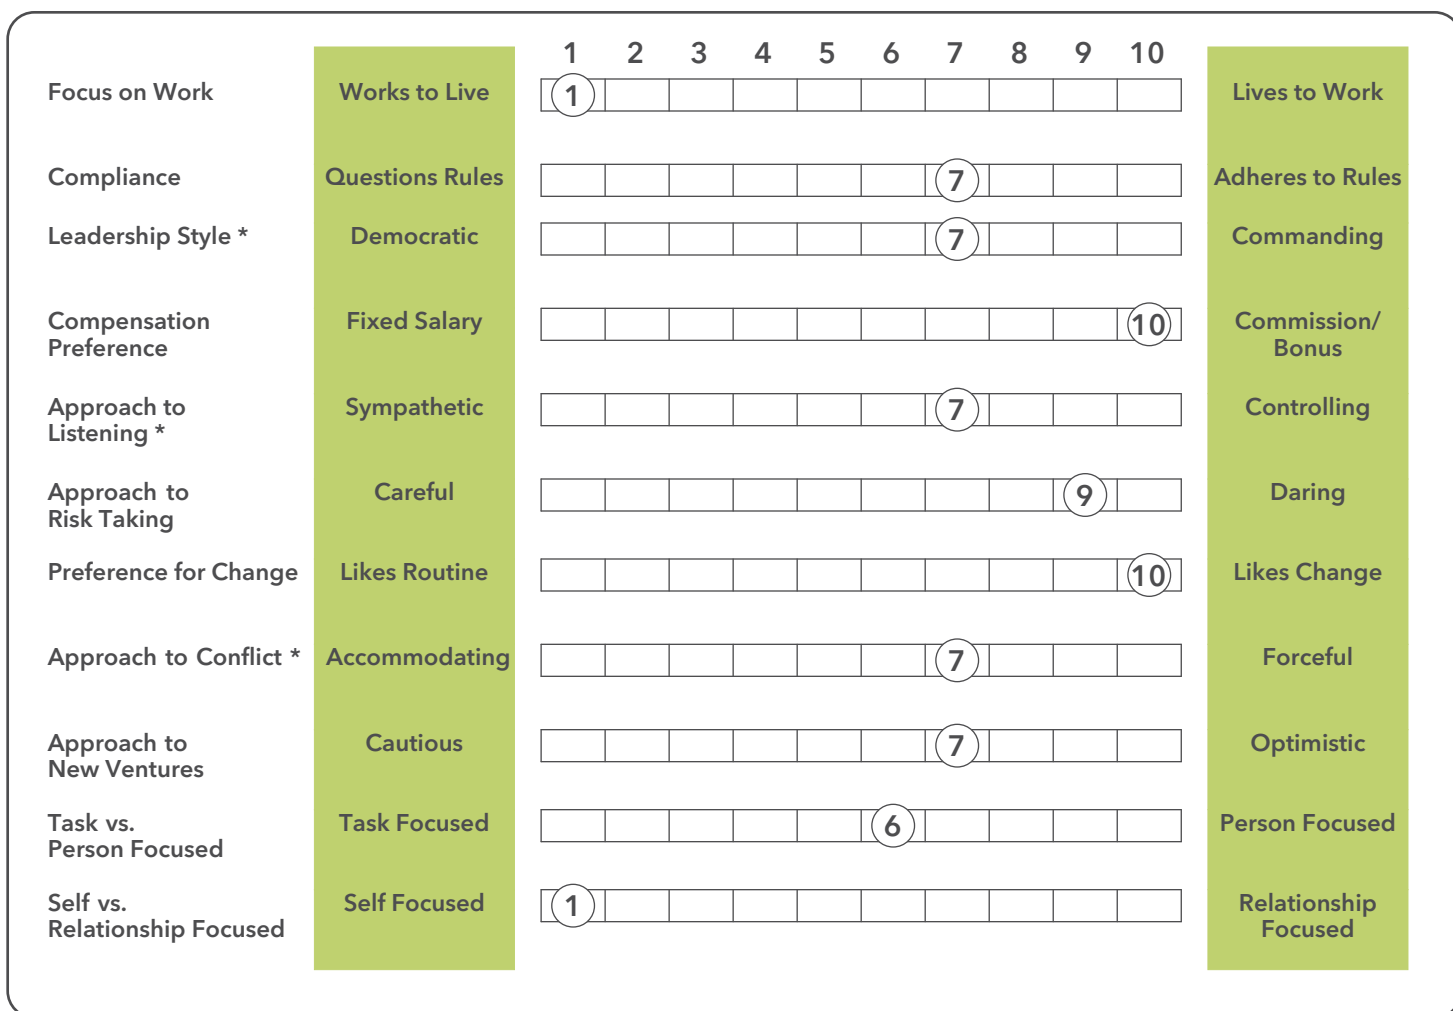 1 2 3 4 5 6 7 8 9 10
Focus on Work Works to Live 1 Lives to Work
Compliance Questions Rules 7 Adheres to Rules
Leadership Style * Democratic 7 Commanding
Compensation Fixed Salary 10 Commission/
Preference Bonus
Approach to Sympathetic 7 Controlling
Listening *
Approach to Careful 9 Daring
Risk Taking
Preference for Change Likes Routine 10 Likes Change
Approach to Conflict * Accommodating 7 Forceful
Approach to Cautious 7 Optimistic
New Ventures
Task vs. Task Focused 6 Person Focused
Person Focused
Self vs. Self Focused 1 Relationship
Relationship Focused Focused